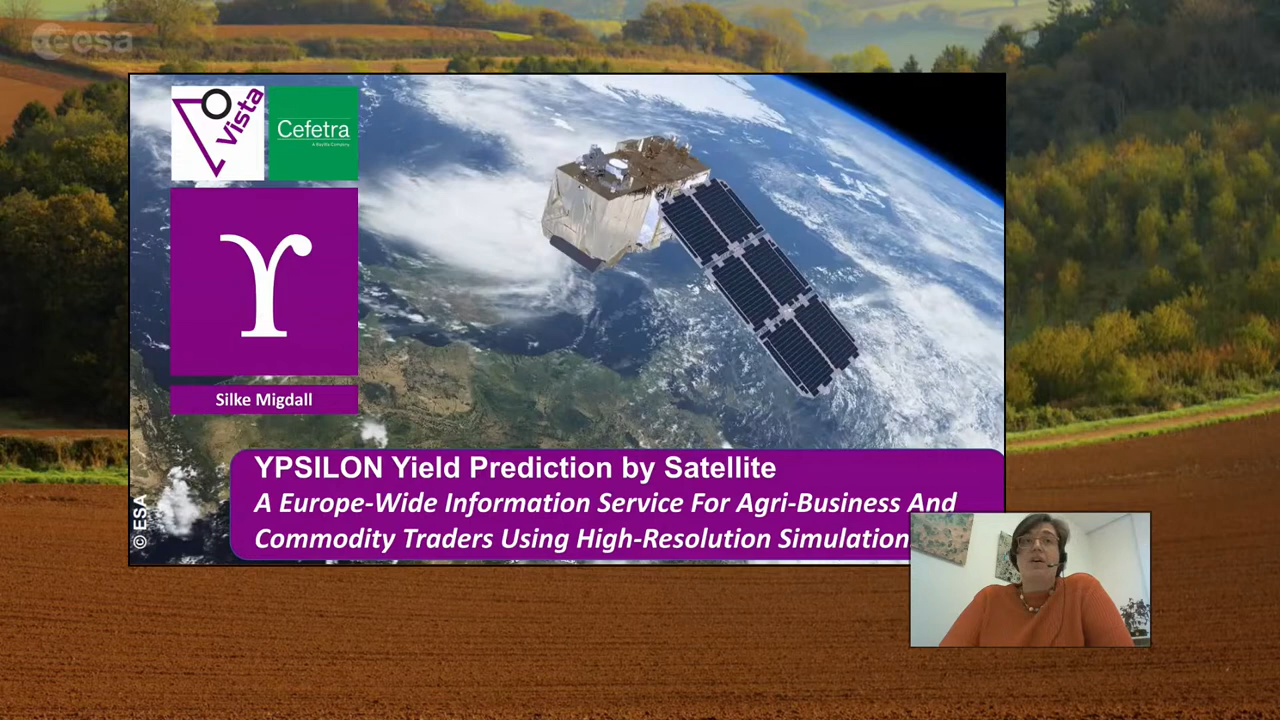 esa
Vista
Cefetra
A BayWa Company
ϒ
Silke Migdall
YPSILON Yield Prediction by Satellite
A Europe-Wide Information Service For Agri-Business And
Commodity Traders Using High-Resolution Simulation
© ESA